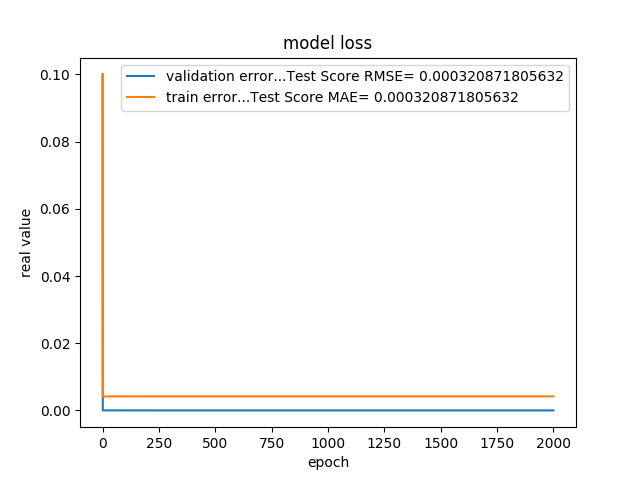 model loss
validation error...Test Score RMSE= 0.000320871805632
train error...Test Score MAE= 0.000320871805632
0.10
0.08
0.06
0.04
0.02
0.00
real value
0 250 500 750 1000 1250 1500 1750 2000
epoch